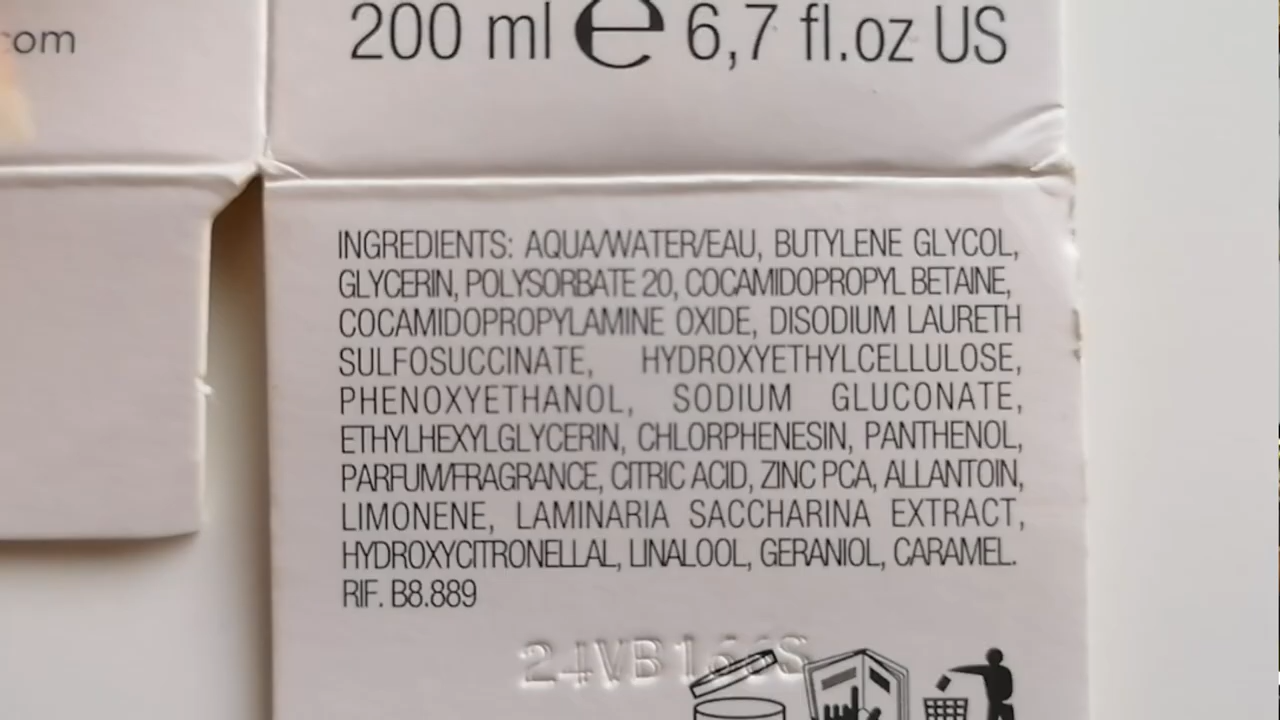 com
200 ml e 6,7 fl.oz US
INGREDIENTS: AQUA/WATER/EAU, BUTYLENE GLYCOL,
GLYCERIN, POLYSORBATE 20, COCAMIDOPROPYL BETAINE,
COCAMIDOPROPYLAMINE OXIDE, DISODIUM LAURETH
SULFOSUCCINATE, HYDROXYETHYLCELLULOSE,
PHENOXYETHANOL, SODIUM GLUCONATE,
ETHYLHEXYLGLYCERIN, CHLORPHENESIN, PANTHENOL,
PARFUM/FRAGRANCE, CITRIC ACID, ZINC PCA, ALLANTOIN,
LIMONENE, LAMINARIA SACCHARINA EXTRACT,
HYDROXYCITRONELLAL, LINALOOL, GERANIOL, CARAMEL.
RIF. B8.889